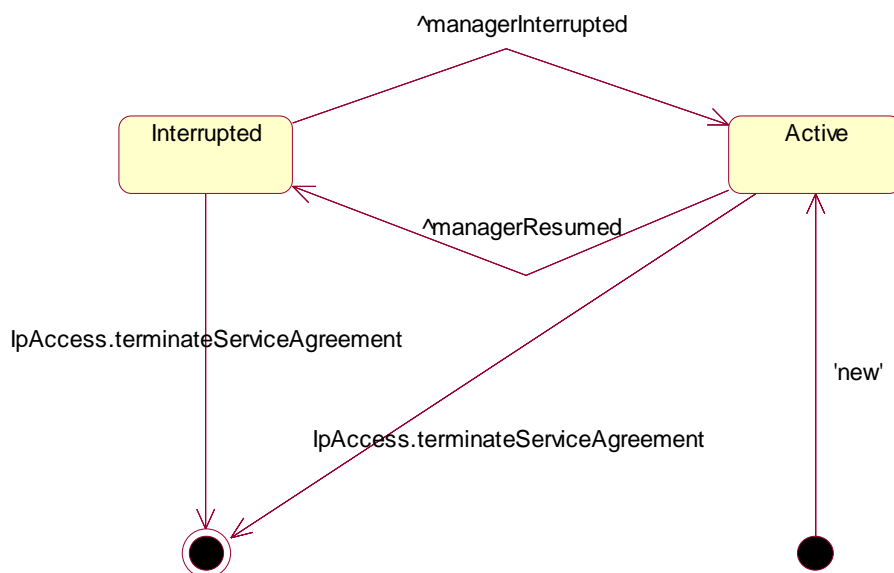 ^managerInterrupted
Interrupted
Active
^managerResumed
IpAccess.terminateServiceAgreement
'new'
IpAccess.terminateServiceAgreement